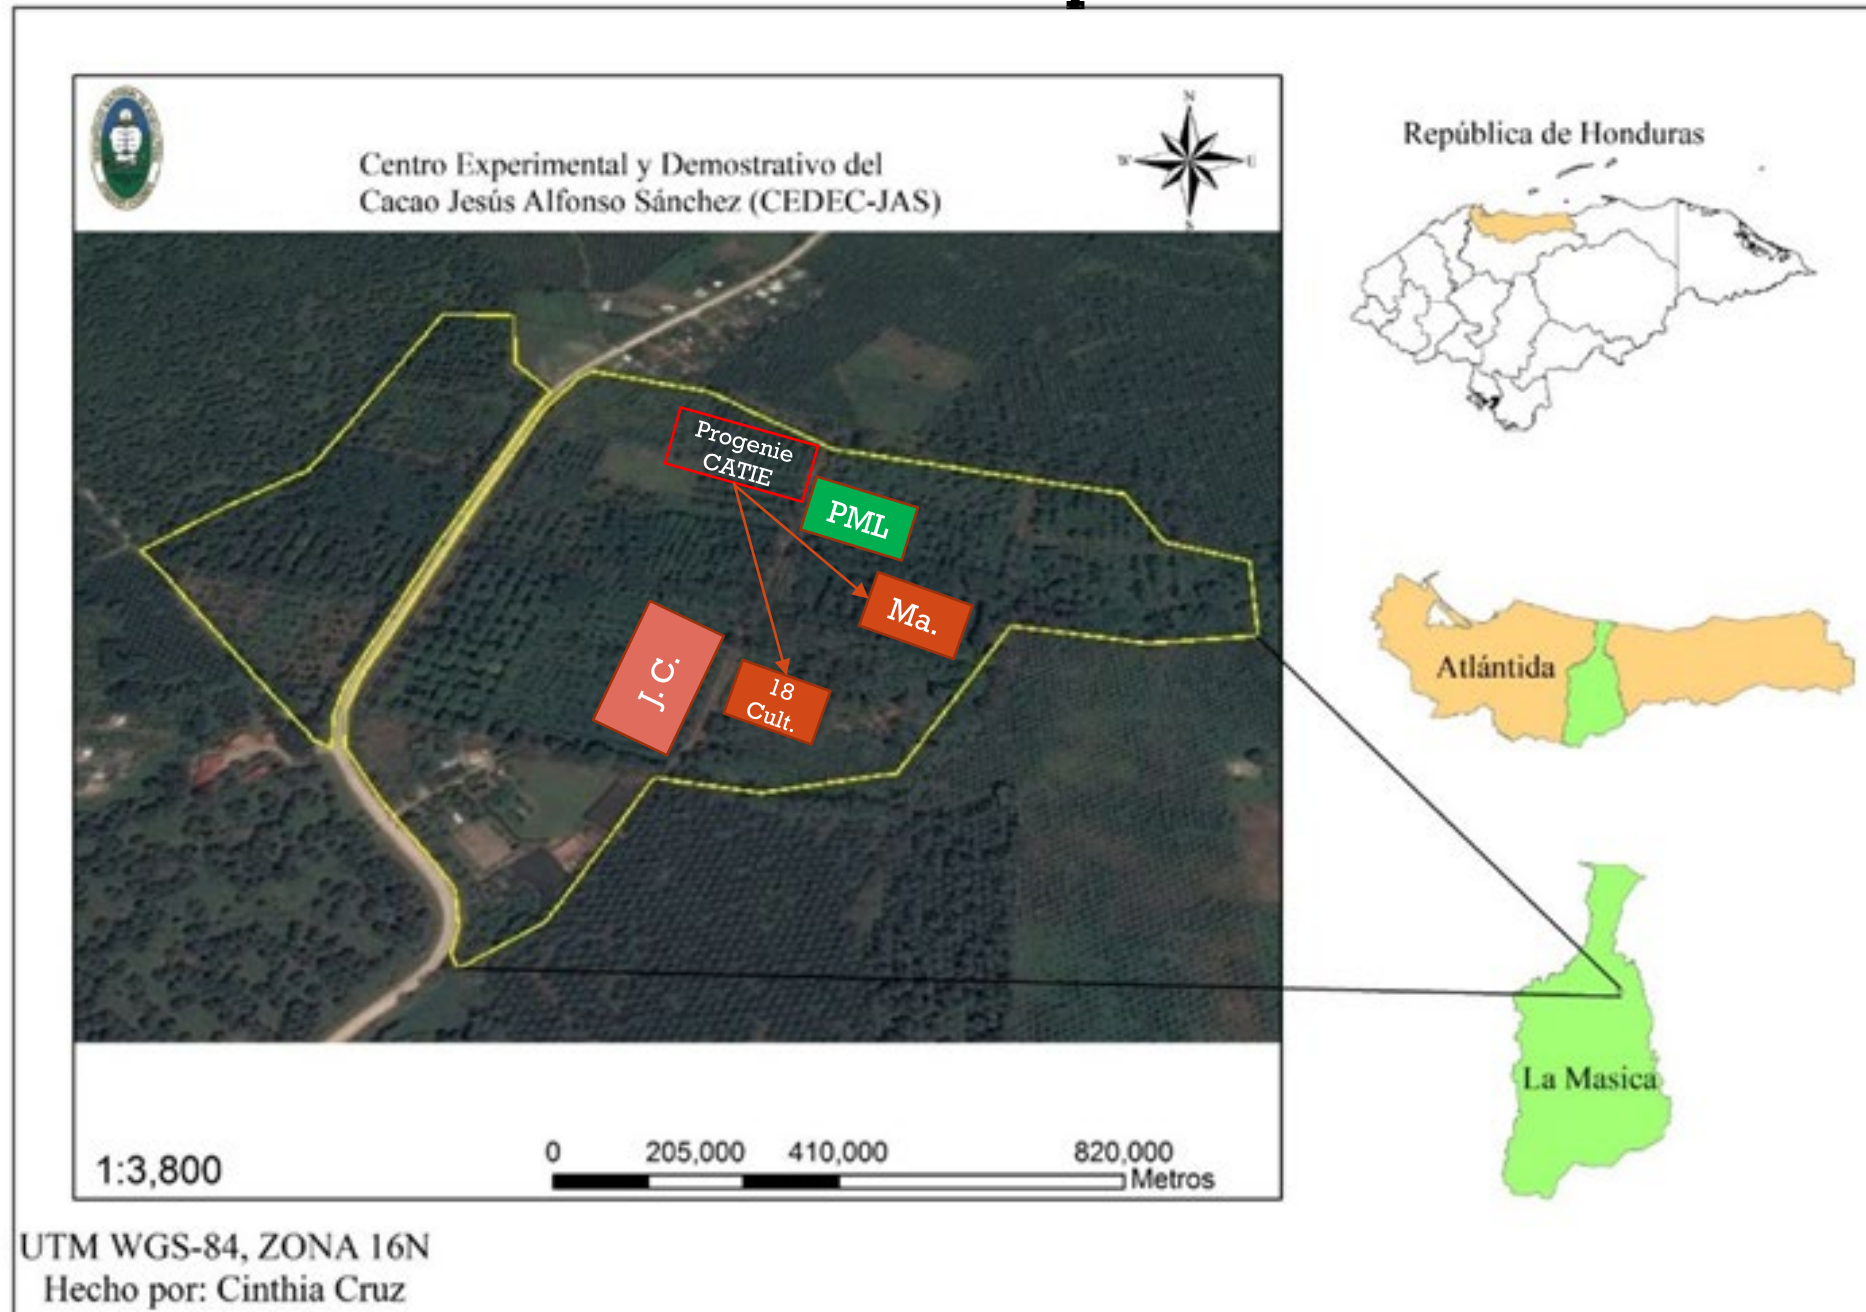 Centro Experimental y Demostrativo del
Cacao Jesús Alfonso Sánchez (CEDEC-JAS)
N
W
E
S
República de Honduras
Progenie
CATIE
PML
Ma.
J.C.
18
Cult.
Atlántida
La Masica
1:3,800
0 205,000 410,000 820,000
Metros
UTM WGS-84, ZONA 16N
Hecho por: Cinthia Cruz